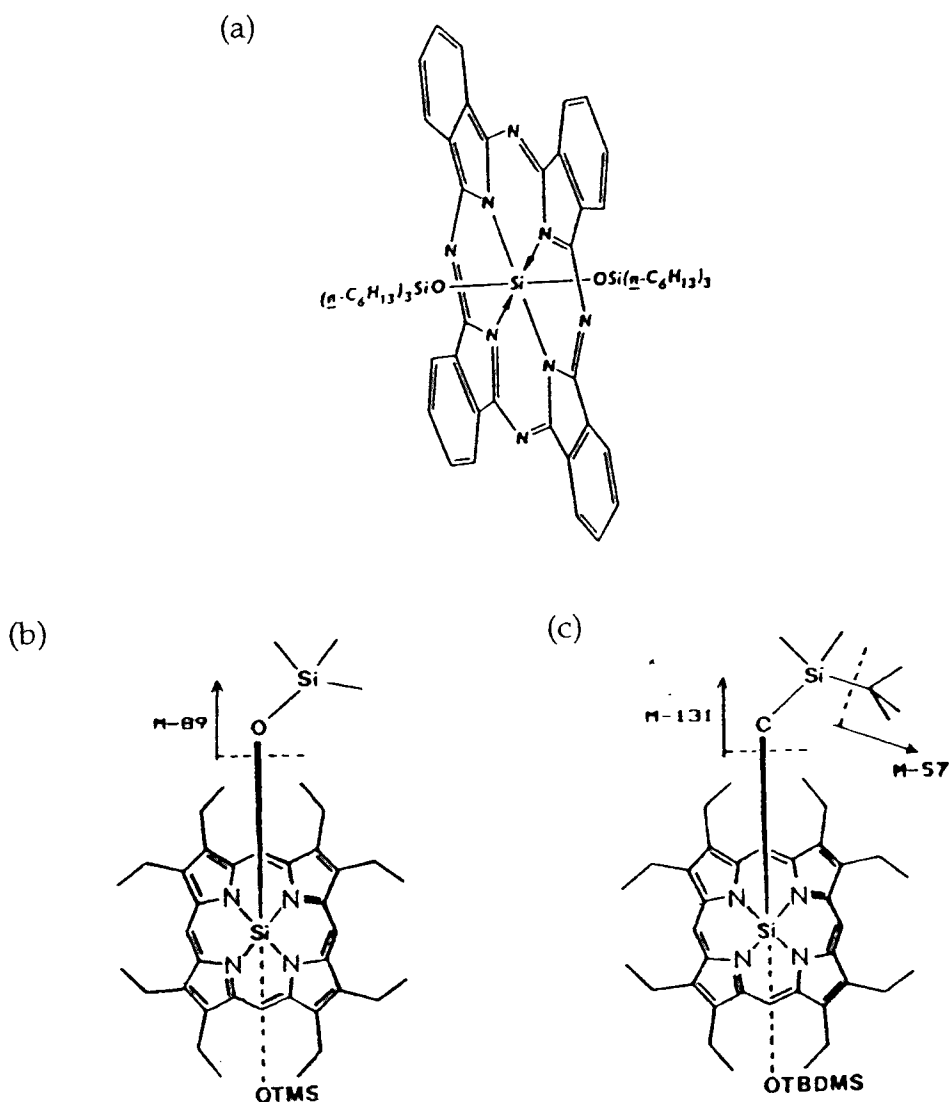 (a)
N
N
N
N
(n-C6H13)3SiO
Si
OSi(n-C6H13)3
N
N
N
N
(b)
(c)
Si
Si
M-89
O
M-131
C
M-57
N
N
N
N
Si
Si
N
N
N
N
OTMS
OTBDMS